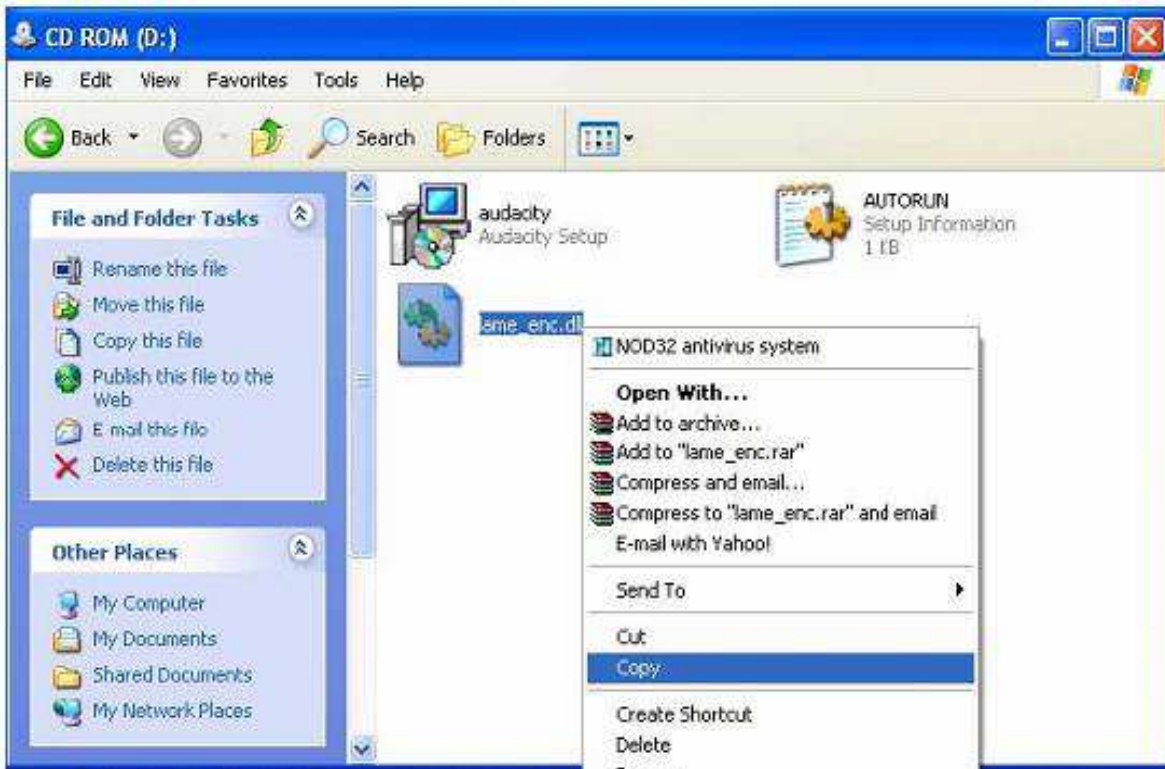 CD ROM (D:)
File Edit View Favorites Tools Help
Back Search Folders
File and Folder Tasks
Rename this file
Move this file
Copy this file
Publish this file to the
Web
E-mail this file
Delete this file
Other Places
My Computer
My Documents
Shared Documents
My Network Places
audacity
Audacity Setup
AUTORUN
Setup Information
1 KB
lame_enc.dl
NOD32 antivirus system
Open With...
Add to archive...
Add to "lame_enc.rar"
Compress and email...
Compress to "lame_enc.rar" and email
E-mail with Yahoo!
Send To
Cut
Copy
Create Shortcut
Delete